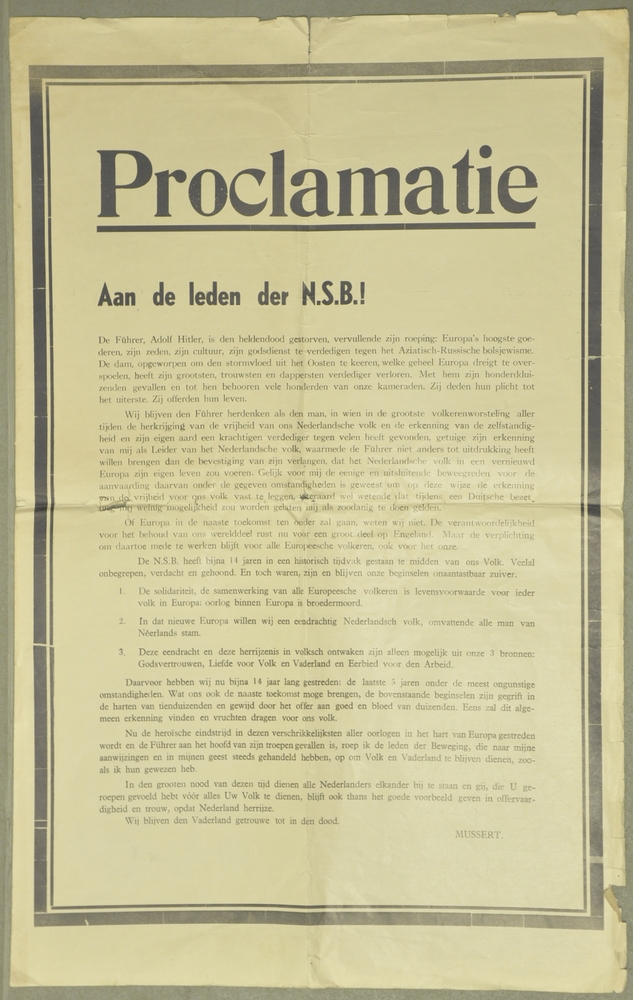 Proclamatie
Aan de leden der N.S.B.!
De Führer, Adolf Hitler, is den heldendood gestorven, vervullende zijn roeping: Europa's hoogste goe-
deren, zijn zeden, zijn cultuur, zijn godsdienst te verdedigen tegen het Aziatisch-Russische bolsjewisme.
De dam, opgeworpen om den stormvloed uit het Oosten te keeren, welke geheel Europa dreigt te over-
spoelen, heeft zijn grootsten, trouwsten en dappersten verdediger verloren. Met hem zijn honderddui-
zenden gevallen en tot hen behooren vele honderden van onze kameraden. Zij deden hun plicht tot
het uiterste. Zij offerden hun leven.
Wij blijven den Führer herdenken als den man, in wien in de grootste volkerenworsteling aller
tijden de herkrijging van de vrijheid van ons Nederlandsche volk en de erkenning van de zelfstandig-
heid en zijn eigen aard een krachtigen verdediger tegen velen heeft gevonden, getuige zijn erkenning
van mij als Leider van het Nederlandsche volk, waarmede de Führer niet anders tot uitdrukking heeft
willen brengen dan de bevestiging van zijn verlangen, dat het Nederlandsche volk in een vernieuwd
Europa zijn eigen leven zou voeren. Gelijk voor mij de eenige en uitsluitende beweegreden voor de
aanvaarding daarvan onder de gegeven omstandigheden is geweest om op deze wijze de erkenning
van de vrijheid voor ons volk vast te leggen, uiteraard wel wetende dat tijdens een Duitsche bezet-
weinig mogelijkheid zou worden gelaten mij als zoodanig te doen gelden.
Of Europa in de naaste toekomst ten onder zal gaan, weten wij niet. De verantwoordelijkheid
voor het behoud van ons werelddeel rust nu voor een groot deel op Engeland. Maar de verplichting
om daartoe mede te werken blijft voor alle Europeesche volkeren, ook voor het onze.
De N.S.B. heeft bijna 14 jaren in een historisch tijdvak gestaan te midden van ons Volk. Veelal
onbegrepen, verdacht en gehoond. En toch waren, zijn en blijven onze beginselen onaantastbaar zuiver.
1. De solidariteit, de samenwerking van alle Europeesche volkeren is levensvoorwaarde voor ieder
volk in Europa: oorlog binnen Europa is broedermoord.
2. In dat nieuwe Europa willen wij een eendrachtig Nederlandsch volk, omvattende alle man van
Néerlands stam.
3. Deze eendracht en deze herrijzenis in volksch ontwaken zijn alleen mogelijk uit onze 3 bronnen:
Godsvertrouwen, Liefde voor Volk en Vaderland en Eerbied voor den Arbeid.
Daarvoor hebben wij nu bijna 14 jaar lang gestreden: de laatste 5 jaren onder de meest ongunstige
omstandigheden. Wat ons ook de naaste toekomst moge brengen, de bovenstaande beginselen zijn gegrift in
de harten van tienduizenden en gewijd door het offer aan goed en bloed van duizenden. Eens zal dit alge-
meen erkenning vinden en vruchten dragen voor ons volk.
Nu de heroïsche eindstrijd in dezen verschrikkelijksten aller oorlogen in het hart van Europa gestreden
wordt en de Führer aan het hoofd van zijn troepen gevallen is, roep ik de leden der Beweging, die naar mijne
aanwijzingen en in mijnen geest steeds gehandeld hebben, op om Volk en Vaderland te blijven dienen, zoo-
als ik hun gewezen heb.
In den grooten nood van dezen tijd dienen alle Nederlanders elkander bij te staan en gij, die U ge-
roepen gevoeld hebt vóór alles Uw Volk te dienen, blijft ook thans het goede voorbeeld geven in offervaar-
digheid en trouw, opdat Nederland herrijze.
Wij blijven den Vaderland getrouwe tot in den dood.
MUSSERT.